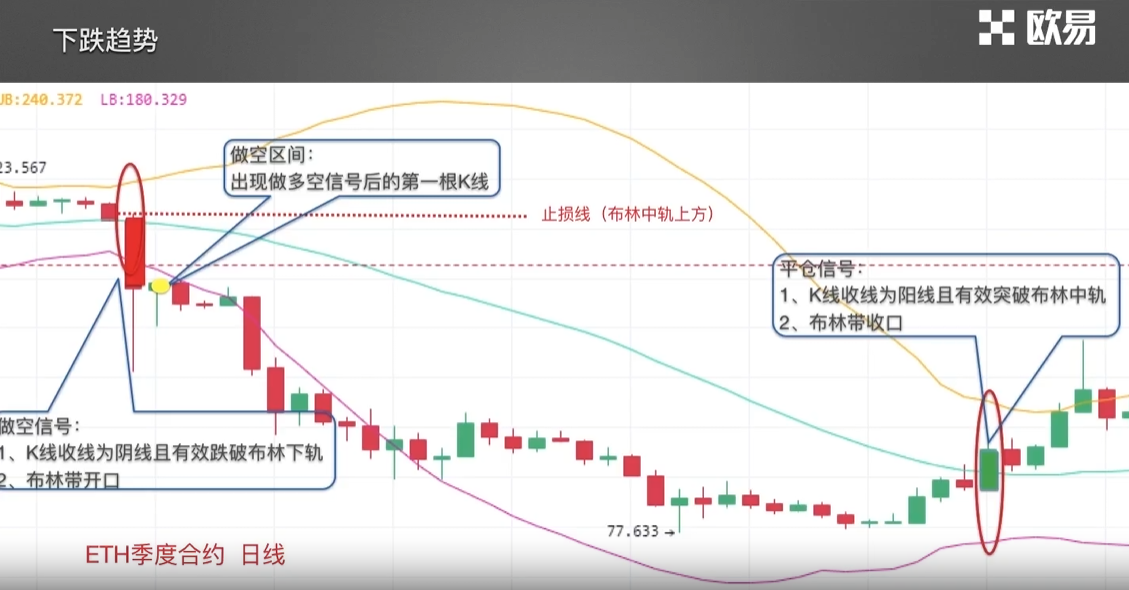 下跌趋势
欧易
UB:240.372 LB:180.329
23.567
做空区间：
出现做多空信号后的第一根K线
止损线（布林中轨上方）
平仓信号：
1、K线收线为阳线且有效突破布林中轨
2、布林带收口
做空信号：
1、K线收线为阴线且有效跌破布林下轨
2、布林带开口
77.633→
ETH季度合约 日线